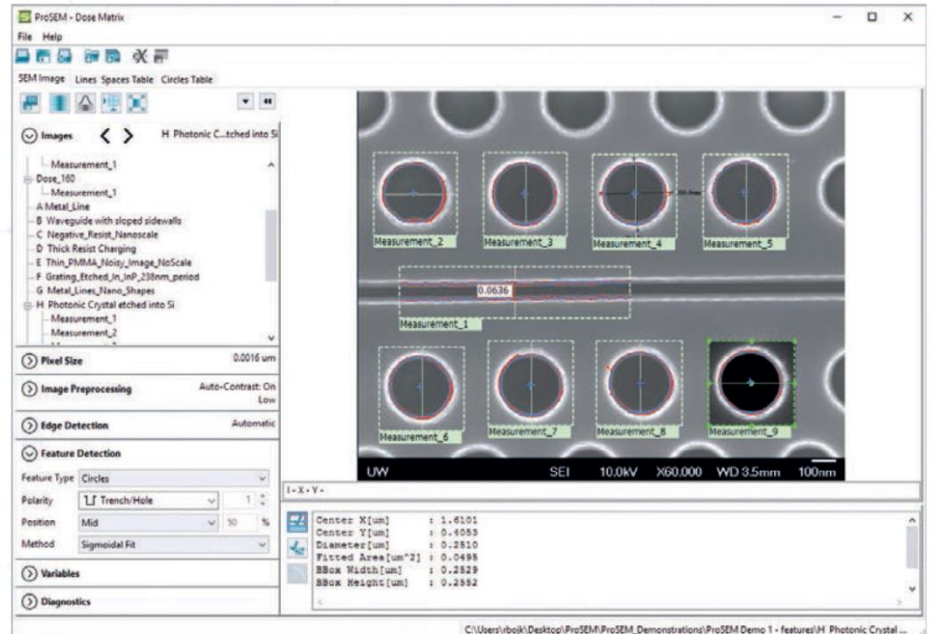 ProSEM - Dose Matrix
File Help
SEM Image Lines Spaces Table Circles Table
Images
H Photonic C...tched into Si
Measurement_1
Dose_160
Measurement_1
A Metal_Line
B Waveguide with sloped sidewalls
C Negative_Resist_Nanoscale
D Thick Resist Charging
E Thin_PMMA_Noisy_Image_NoScale
F Grating_Etched_In_InP_238nm_period
G Metal_Lines_Nano_Shapes
H Photonic Crystal etched into Si
Measurement_1
Measurement_2
Pixel Size 0.0016 um
Image Preprocessing Auto-Contrast: On
Low
Edge Detection Automatic
Feature Detection
Feature Type Circles
Polarity Trench/Hole 1
Position Mid 50 %
Method Sigmoidal Fit
Variables
Diagnostics
Measurement_2
Measurement_3
Measurement_4
Measurement_5
0.0636
Measurement_1
Measurement_6
Measurement_7
Measurement_8
Measurement_9
UW SEI 10.0kV X60,000 WD 3.5mm 100nm
I - X - Y -
Center X[um] : 1.6101
Center Y[um] : 0.4053
Diameter[um] : 0.2510
Fitted Area[um^2] : 0.0495
BBox Width[um] : 0.2529
BBox Height[um] : 0.2552
C:\Users\rbojk\Desktop\ProSEM\ProSEM_Demonstrations\ProSEM Demo 1 - features\H Photonic Crystal ...